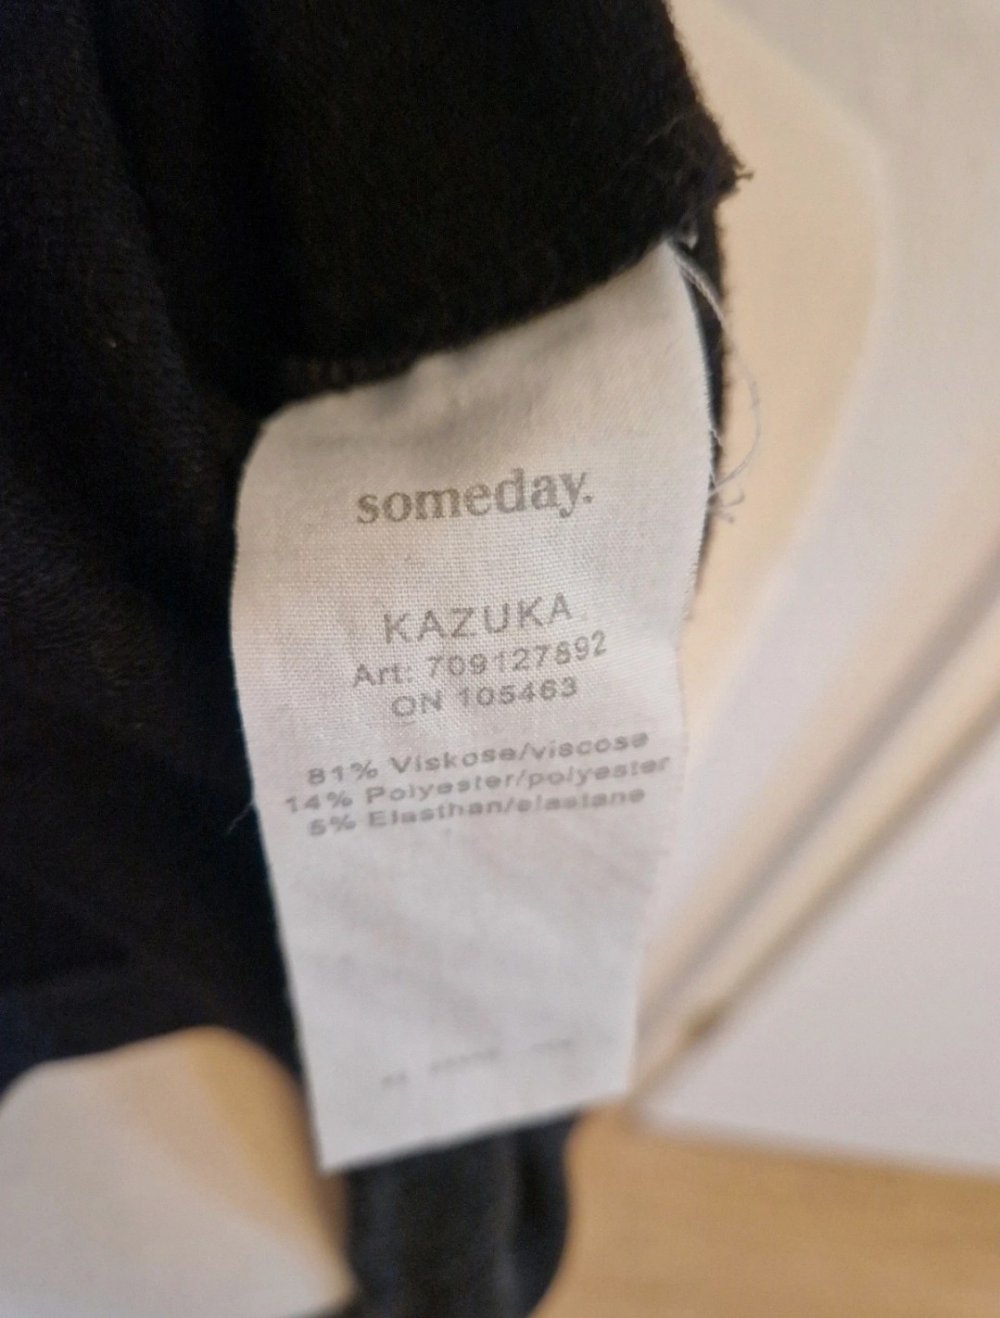 someday.
KAZUKA
Art: 709127892
ON 105463
81% Viskose/viscose
14% Polyester/polyester
5% Elasthan/elastane